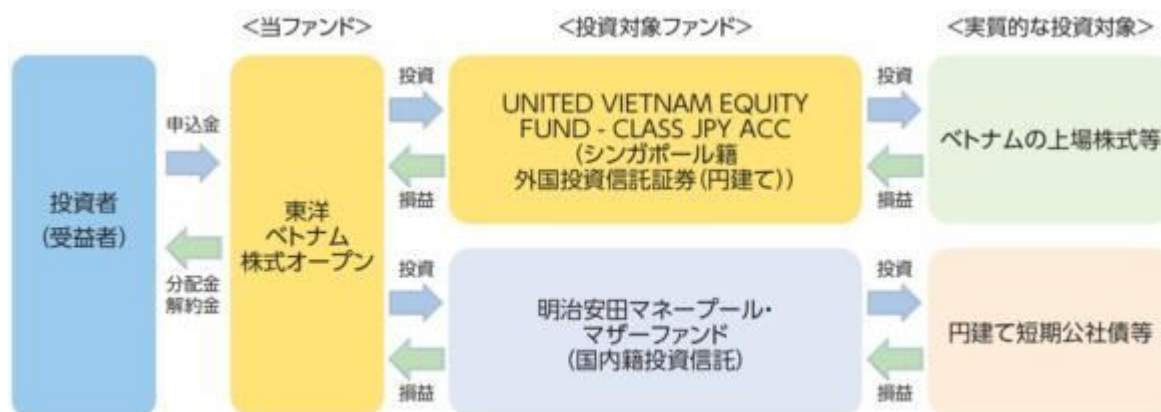 <当ファンド>
<投資対象ファンド>
<実質的な投資対象>
投資者
(受益者)
申込金
分配金
解約金
東洋
ベトナム
株式オープン
投資
損益
UNITED VIETNAM EQUITY
FUND - CLASS JPY ACC
(シンガポール籍
外国投資信託証券(円建て))
投資
損益
ベトナムの上場株式等
投資
損益
明治安田マネープール・
マザーファンド
(国内籍投資信託)
投資
損益
円建て短期公社債等